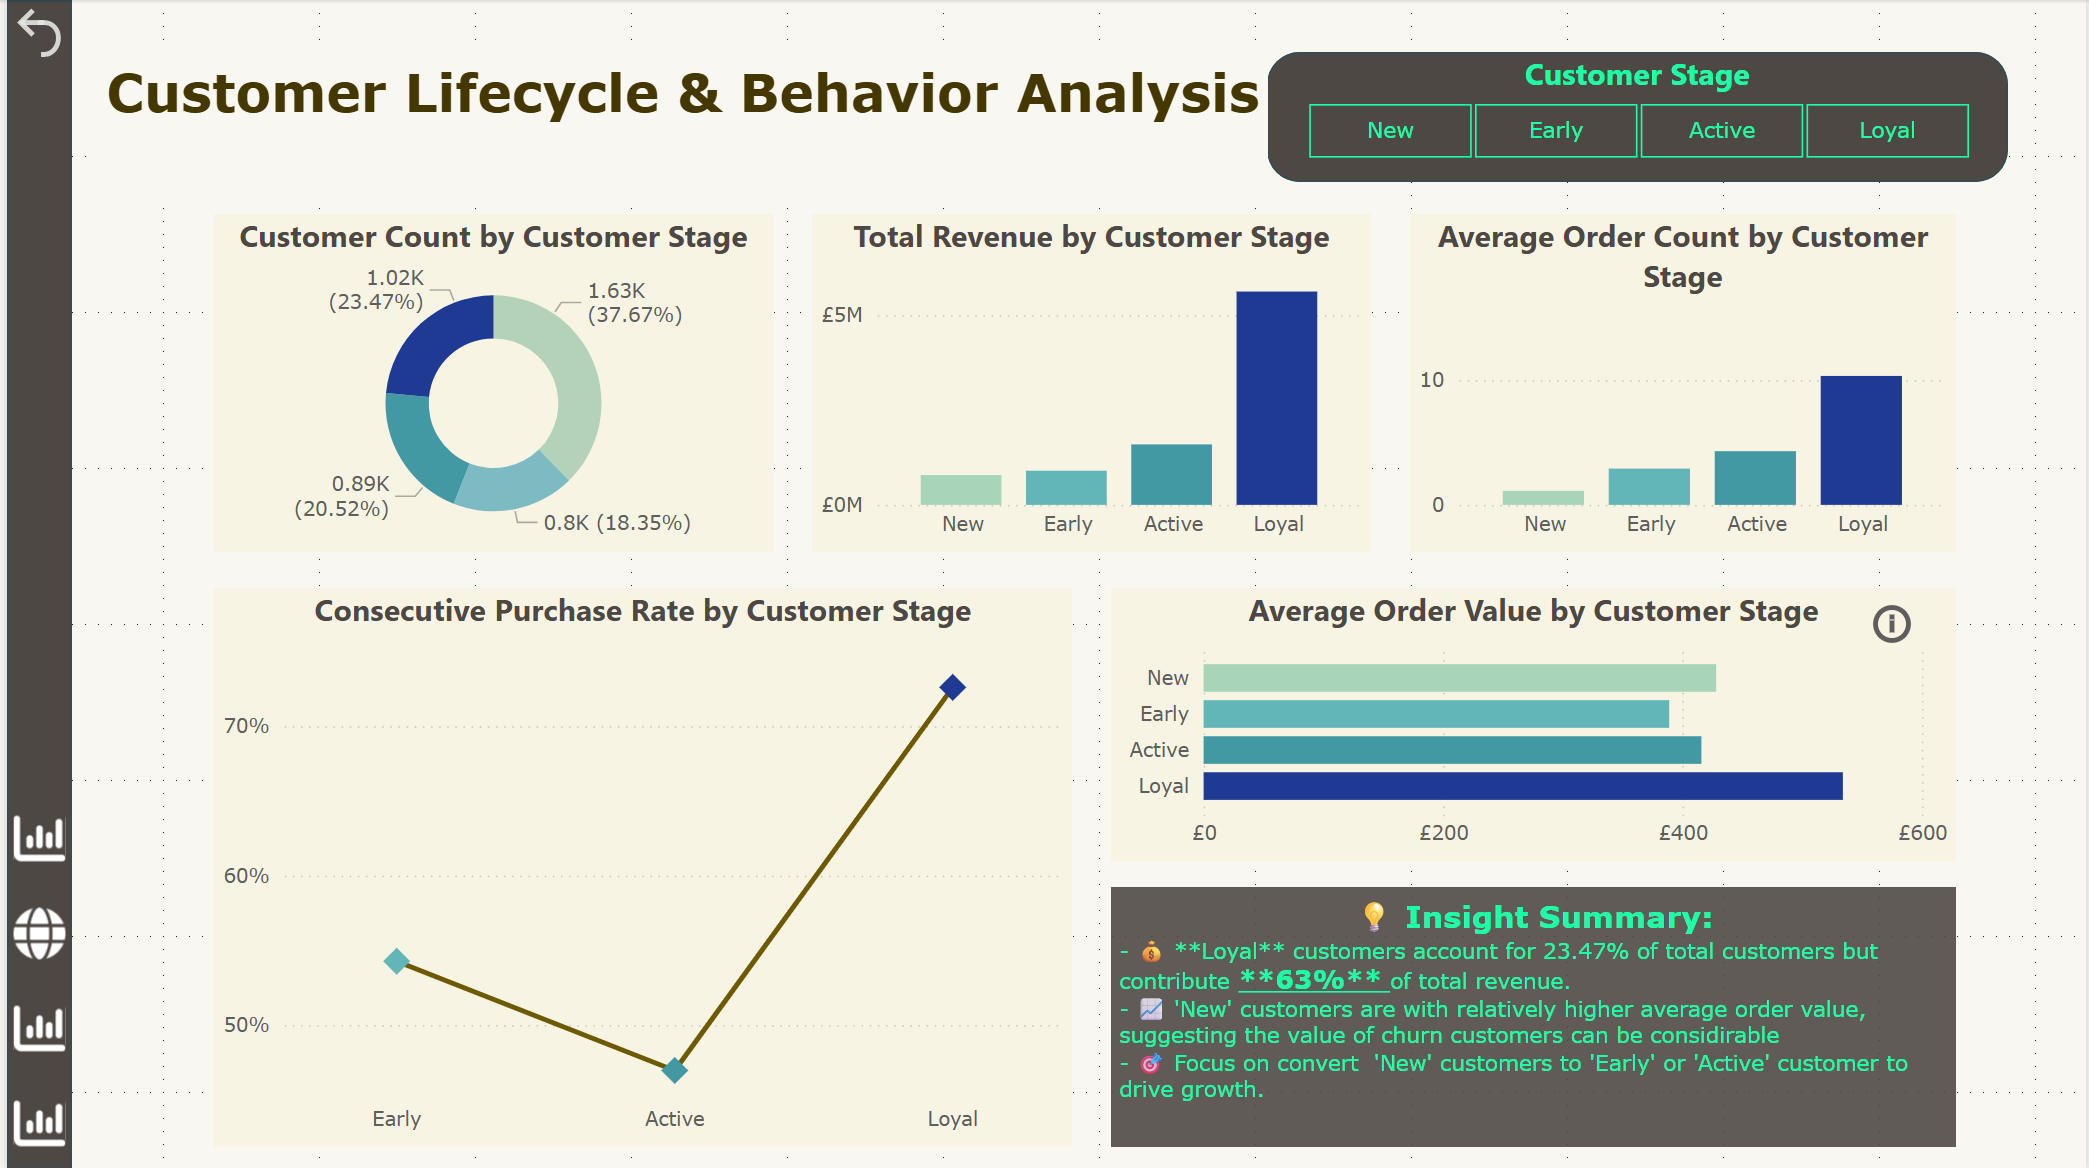 Customer Lifecycle & Behavior Analysis
Customer Stage
New
Early
Active
Loyal
Customer Count by Customer Stage
1.02K
(23.47%)
1.63K
(37.67%)
0.89K
(20.52%)
0.8K (18.35%)
Total Revenue by Customer Stage
£5M
£0M
New
Early
Active
Loyal
Average Order Count by Customer
Stage
10
0
New
Early
Active
Loyal
Consecutive Purchase Rate by Customer Stage
70%
60%
50%
Early
Active
Loyal
Average Order Value by Customer Stage
New
Early
Active
Loyal
£0
£200
£400
£600
💡 Insight Summary:
- 💰 **Loyal** customers account for 23.47% of total customers but
contribute **63%** of total revenue.
- 📈 'New' customers are with relatively higher average order value,
suggesting the value of churn customers can be considirable
- 🎯 Focus on convert  'New' customers to 'Early' or 'Active' customer to
drive growth.